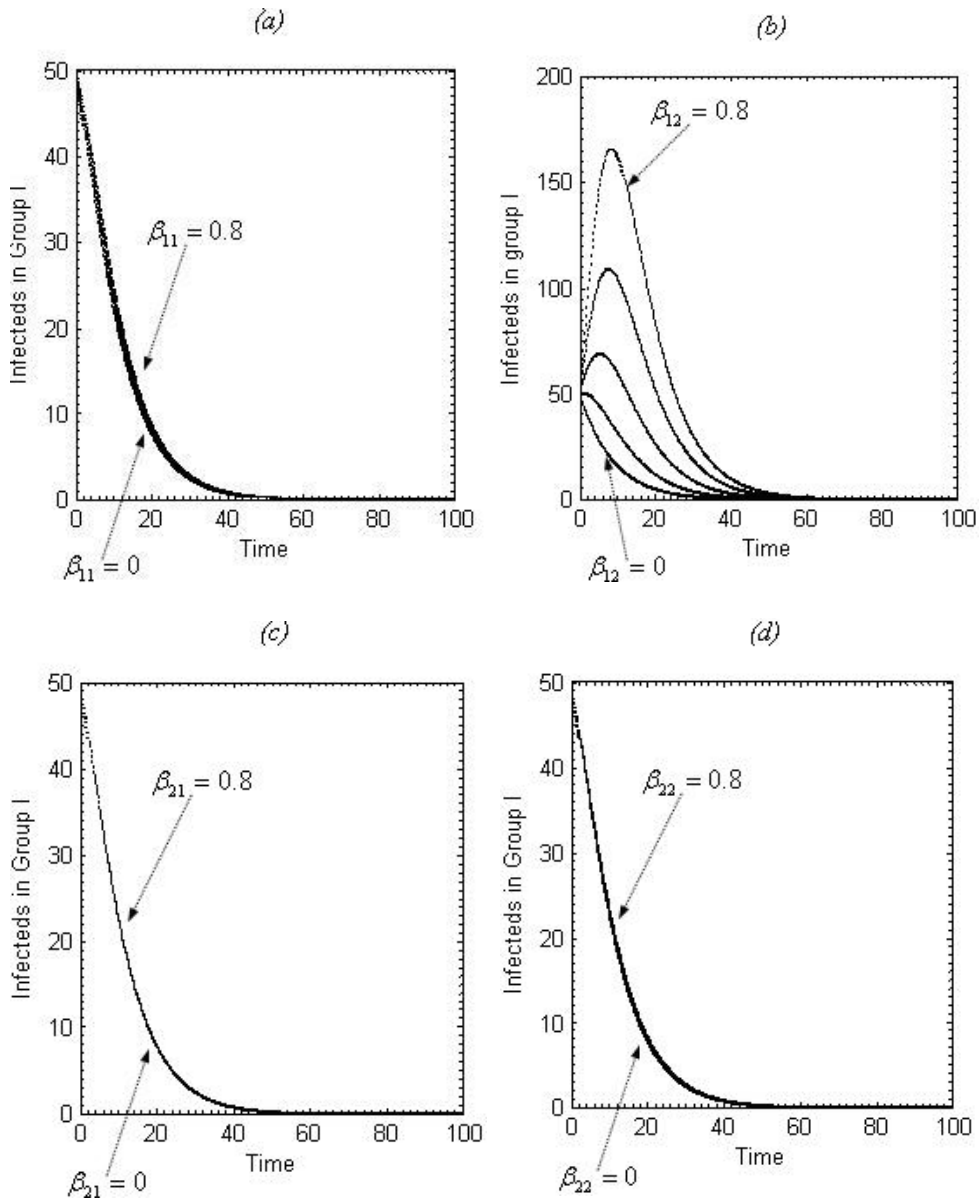 (a)
50
40
30
20
10
0
Infecteds in Group I
β11 = 0.8
β11 = 0
0 20 40 60 80 100
Time
(b)
200
150
100
50
0
Infecteds in group I
β12 = 0.8
β12 = 0
0 20 40 60 80 100
Time
(c)
50
40
30
20
10
0
Infecteds in Group I
β21 = 0.8
β21 = 0
0 20 40 60 80 100
Time
(d)
50
40
30
20
10
0
Infecteds in Group I
β22 = 0.8
β22 = 0
0 20 40 60 80 100
Time